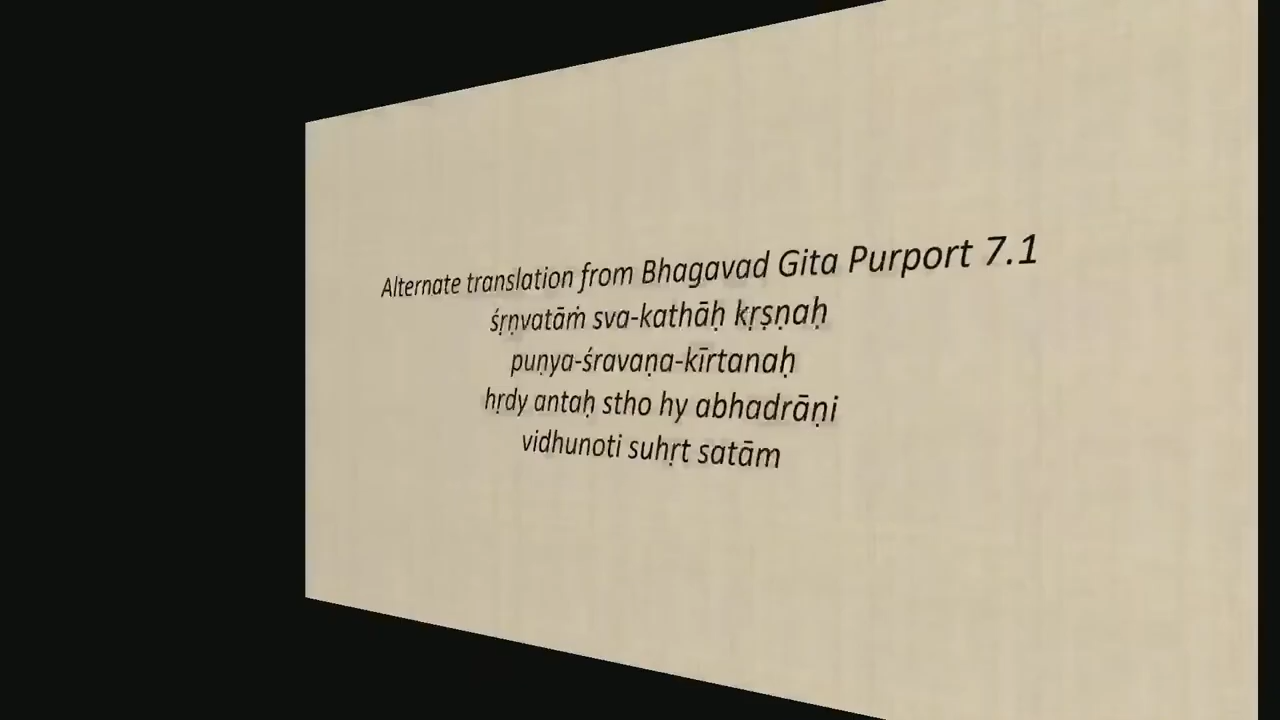 Alternate translation from Bhagavad Gita Purport 7.1
śṛṇvatāṁ sva-kathāḥ kṛṣṇaḥ
puṇya-śravaṇa-kīrtanaḥ
hṛdy antaḥ stho hy abhadrāṇi
vidhunoti suhṛt satām